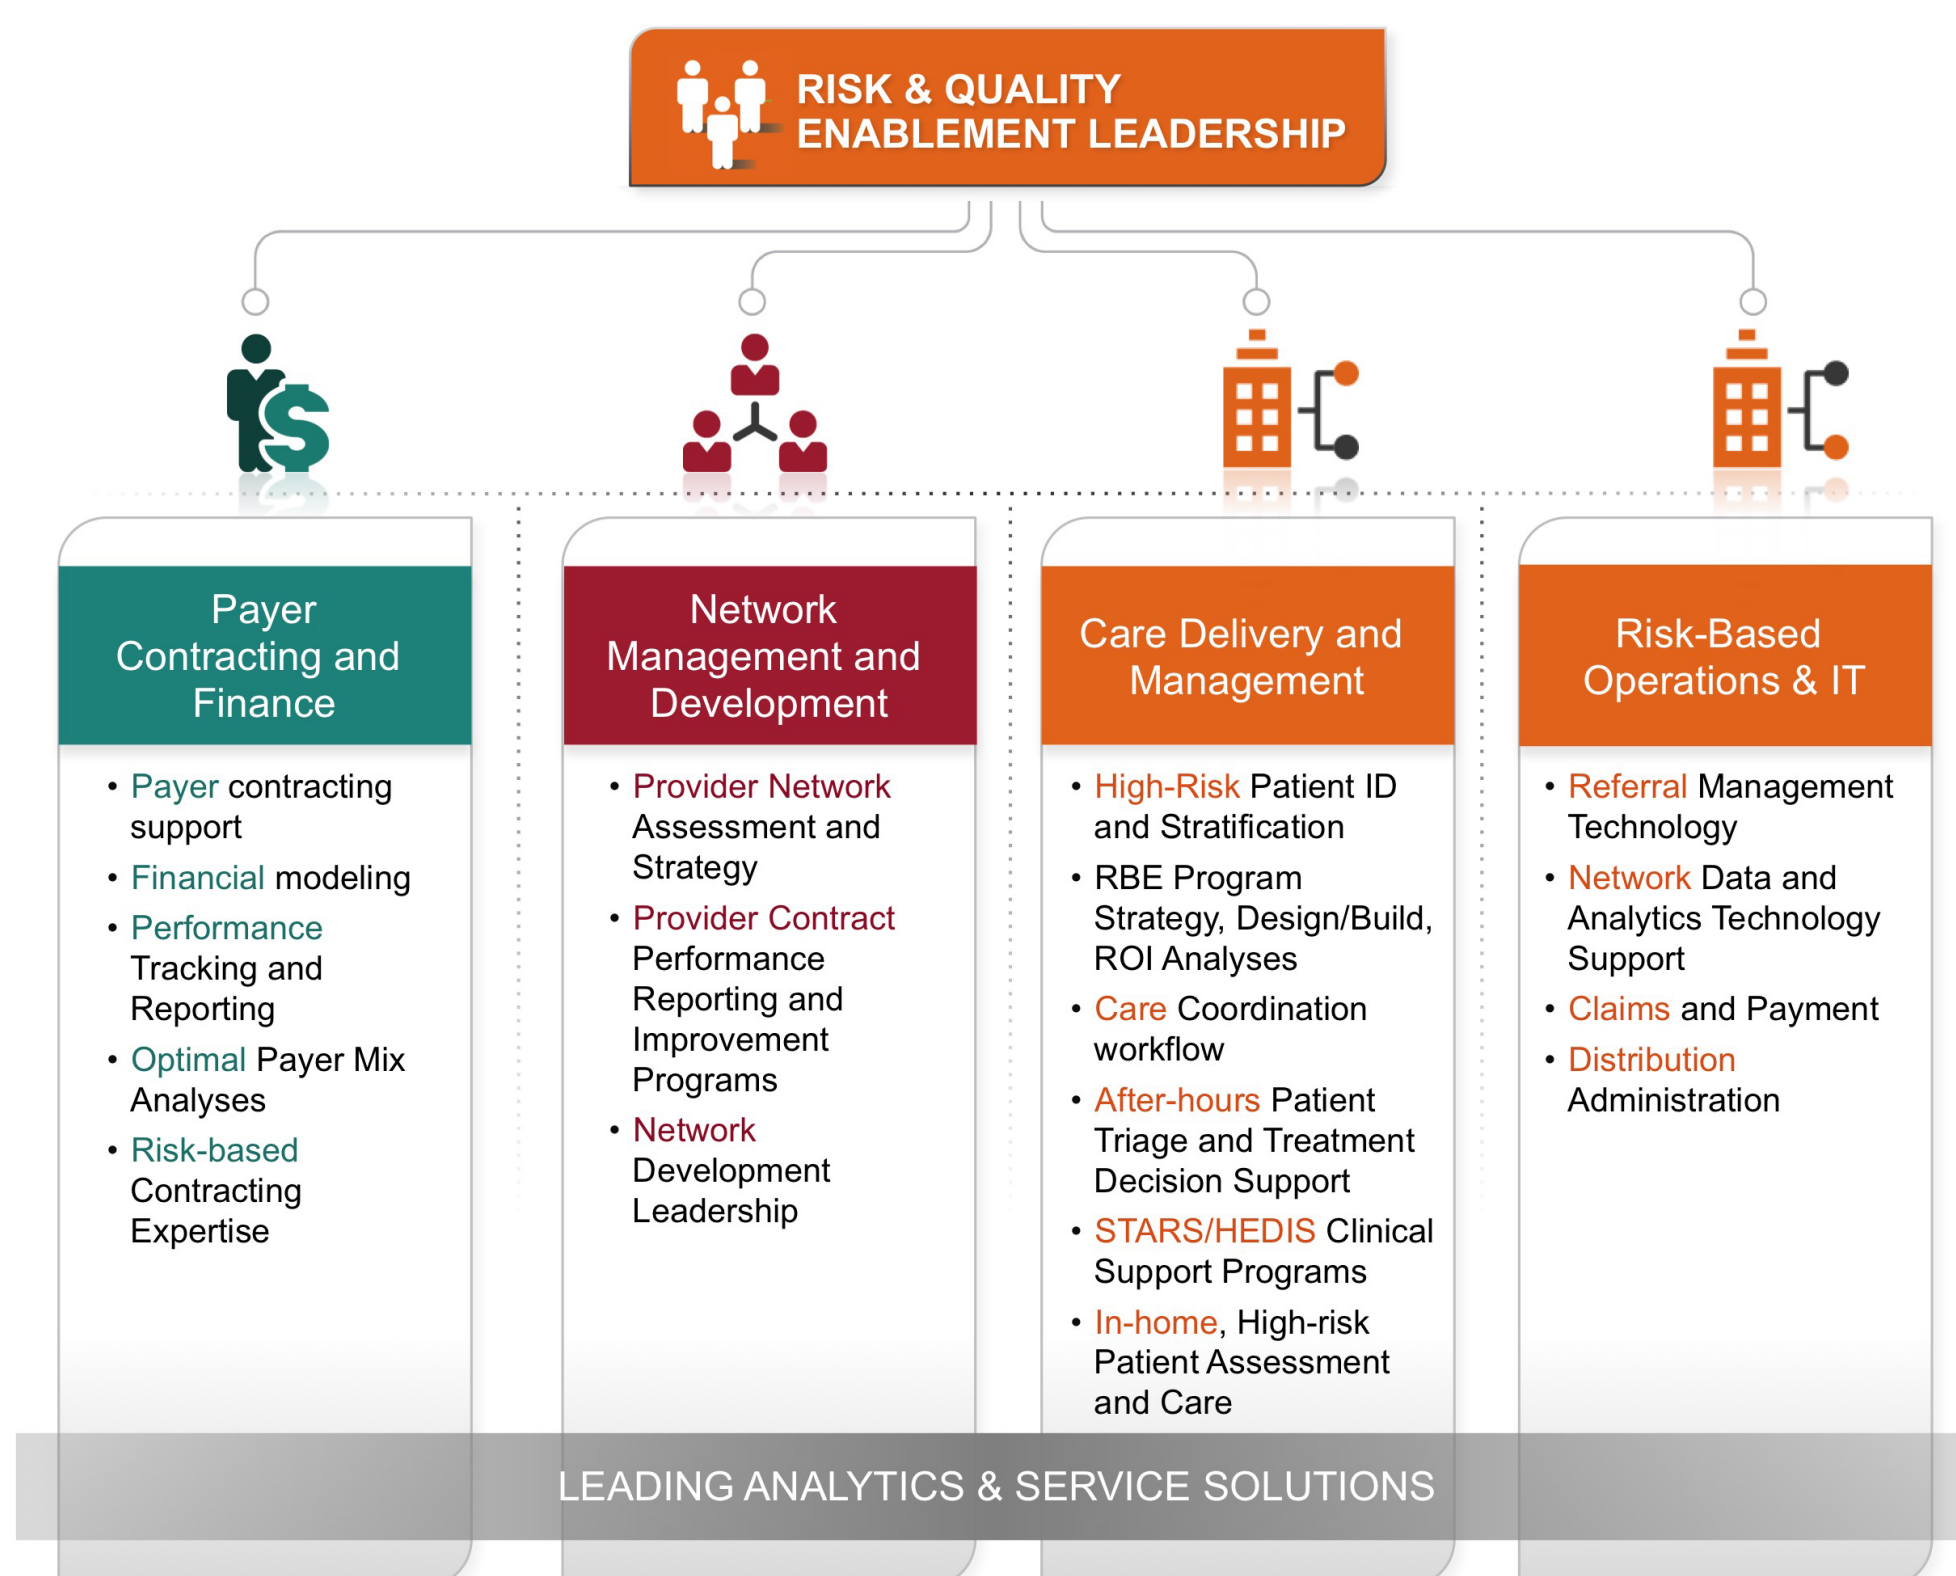 RISK & QUALITY
ENABLEMENT LEADERSHIP
Payer
Contracting and
Finance
• Payer contracting
support
• Financial modeling
• Performance
Tracking and
Reporting
• Optimal Payer Mix
Analyses
• Risk-based
Contracting
Expertise
Network
Management and
Development
• Provider Network
Assessment and
Strategy
• Provider Contract
Performance
Reporting and
Improvement
Programs
• Network
Development
Leadership
Care Delivery and
Management
• High-Risk Patient ID
and Stratification
• RBE Program
Strategy, Design/Build,
ROI Analyses
• Care Coordination
workflow
• After-hours Patient
Triage and Treatment
Decision Support
• STARS/HEDIS Clinical
Support Programs
• In-home, High-risk
Patient Assessment
and Care
Risk-Based
Operations & IT
• Referral Management
Technology
• Network Data and
Analytics Technology
Support
• Claims and Payment
• Distribution
Administration
LEADING ANALYTICS & SERVICE SOLUTIONS